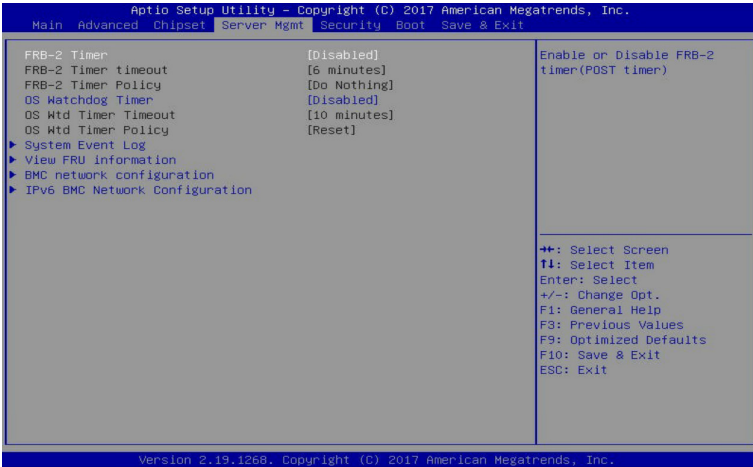 Aptio Setup Utility – Copyright (C) 2017 American Megatrends, Inc.
Main Advanced Chipset Server Mgmt Security Boot Save & Exit
FRB-2 Timer [Disabled]
FRB-2 Timer timeout [6 minutes]
FRB-2 Timer Policy [Do Nothing]
OS Watchdog Timer [Disabled]
OS Wtd Timer Timeout [10 minutes]
OS Wtd Timer Policy [Reset]
▶ System Event Log
▶ View FRU information
▶ BMC network configuration
▶ IPv6 BMC Network Configuration
Enable or Disable FRB-2
timer(POST timer)
→←: Select Screen
↑↓: Select Item
Enter: Select
+/-: Change Opt.
F1: General Help
F3: Previous Values
F9: Optimized Defaults
F10: Save & Exit
ESC: Exit
Version 2.19.1268. Copyright (C) 2017 American Megatrends, Inc.